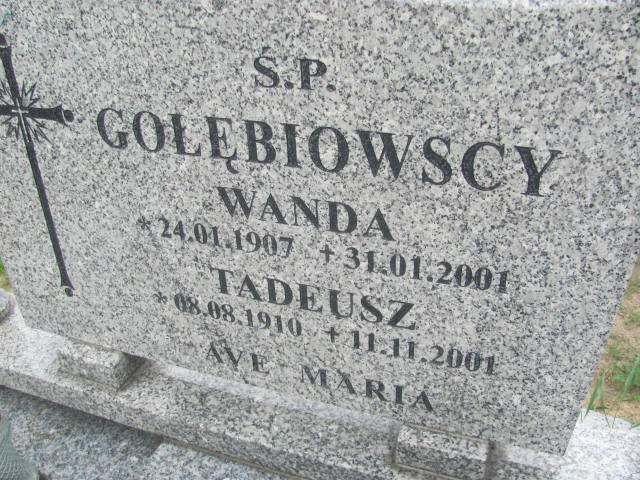 Ś.P.
GOŁĘBIOWSCY
WANDA
* 24.01.1907 + 31.01.2001
TADEUSZ
* 08.08.1910 + 11.11.2001
AVE MARIA